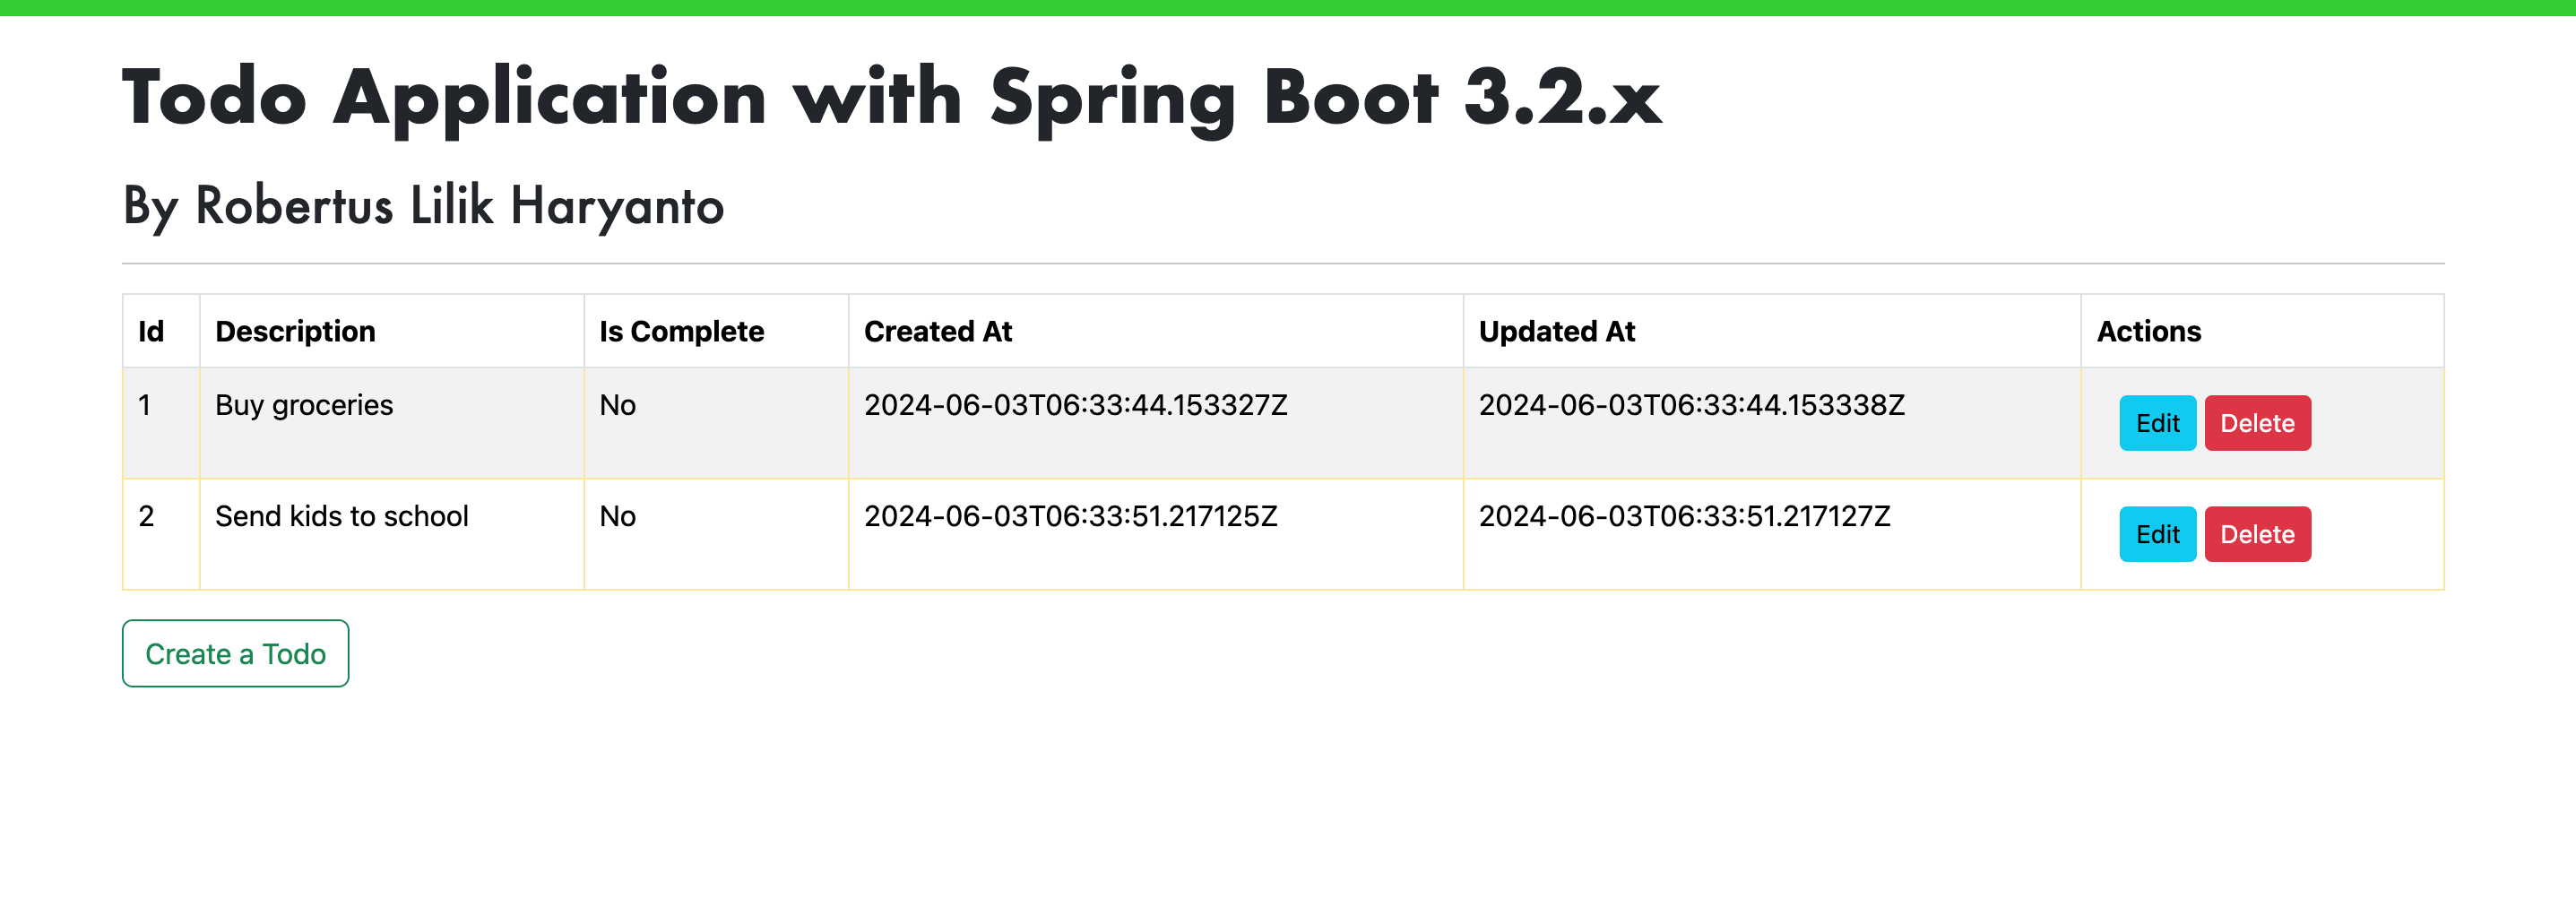 Todo Application with Spring Boot 3.2.x
By Robertus Lilik Haryanto
Id Description Is Complete Created At Updated At Actions
1 Buy groceries No 2024-06-03T06:33:44.153327Z 2024-06-03T06:33:44.153338Z Edit Delete
2 Send kids to school No 2024-06-03T06:33:51.217125Z 2024-06-03T06:33:51.217127Z Edit Delete
Create a Todo